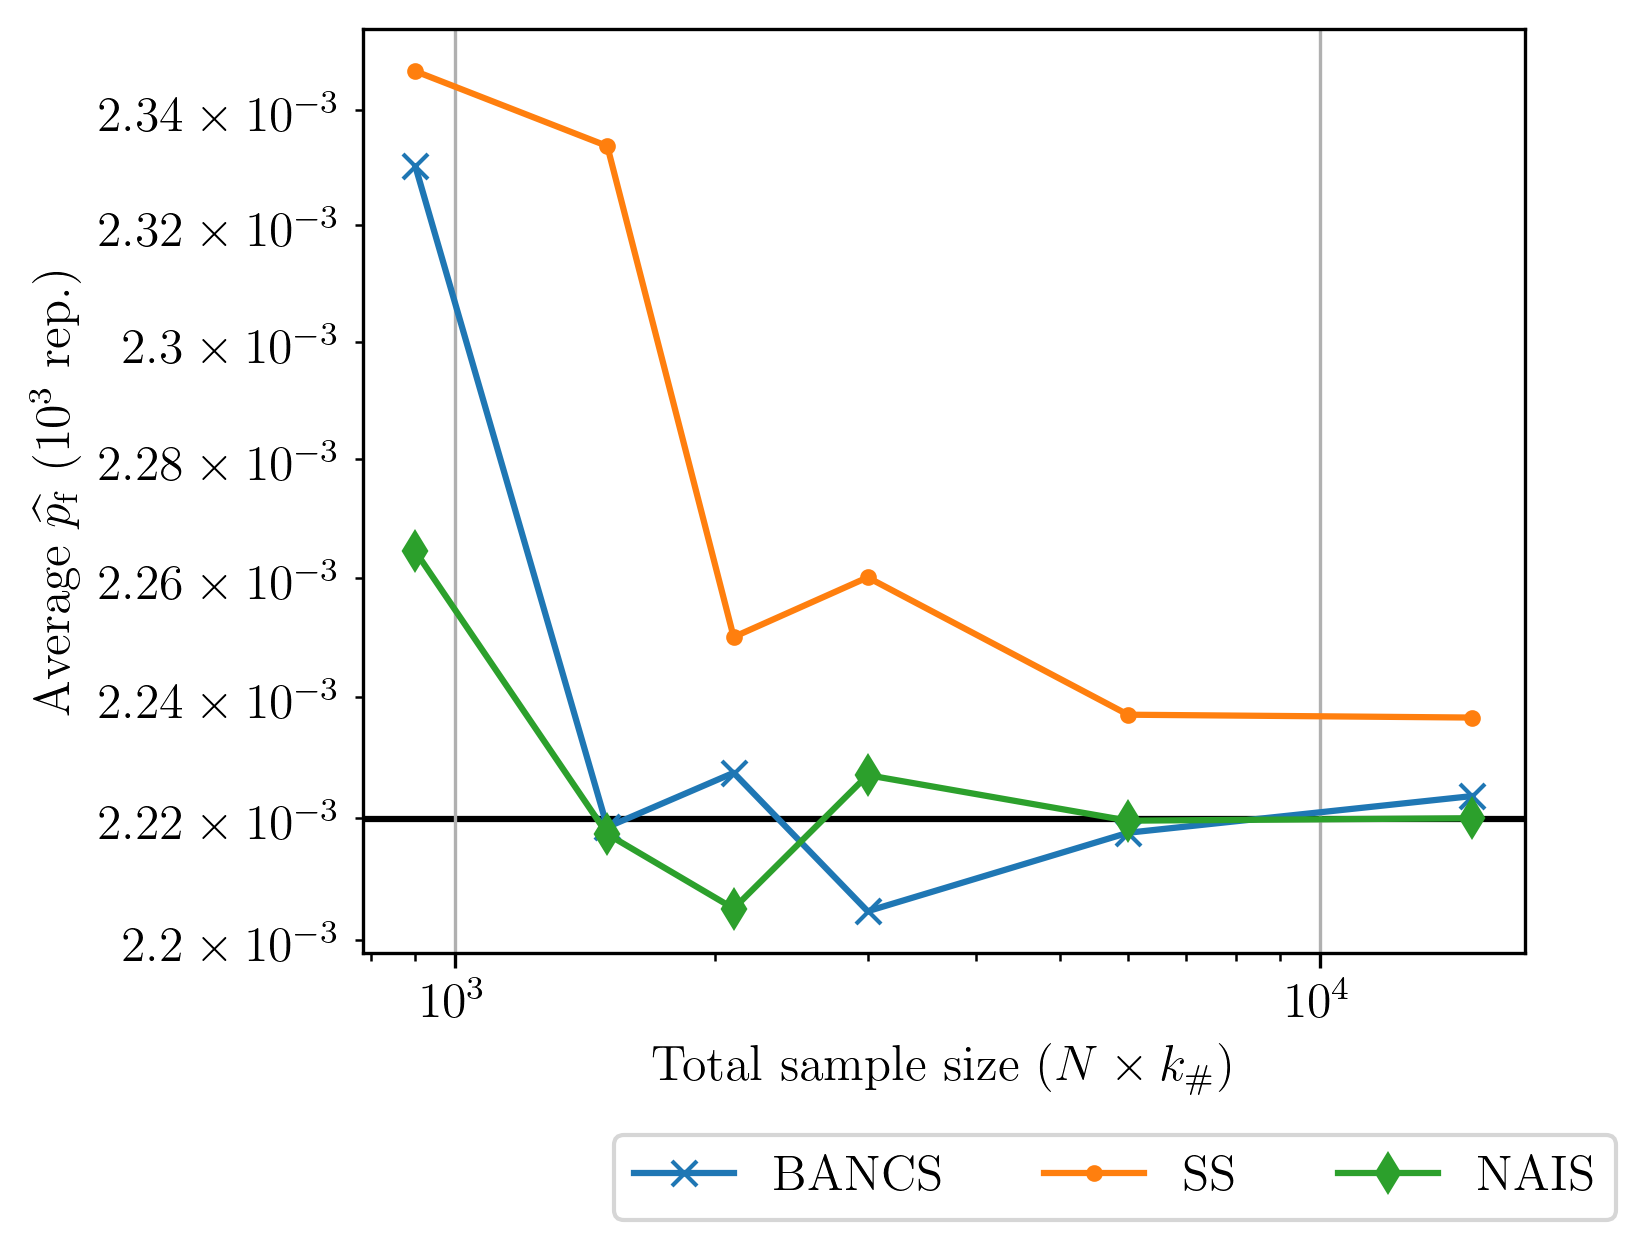 2.34 × 10⁻³
2.32 × 10⁻³
2.3 × 10⁻³
2.28 × 10⁻³
2.26 × 10⁻³
2.24 × 10⁻³
2.22 × 10⁻³
2.2 × 10⁻³
Average p̂_f (10³ rep.)
10³ 10⁴
Total sample size (N × k_#)
BANCS SS NAIS